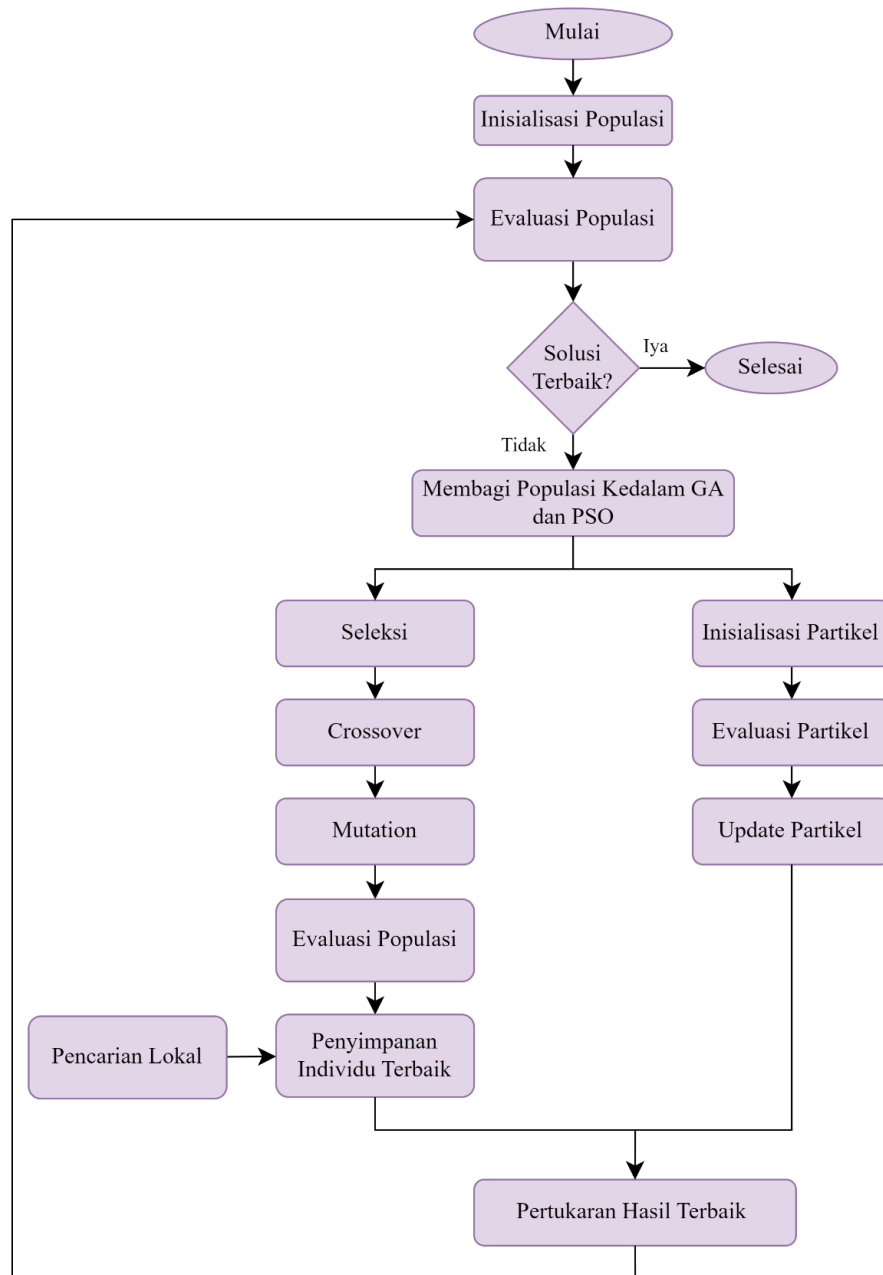 Mulai
Inisialisasi Populasi
Evaluasi Populasi
Solusi
Terbaik?
Iya
Selesai
Tidak
Membagi Populasi Kedalam GA
dan PSO
Seleksi
Inisialisasi Partikel
Crossover
Evaluasi Partikel
Mutation
Update Partikel
Evaluasi Populasi
Pencarian Lokal
Penyimpanan
Individu Terbaik
Pertukaran Hasil Terbaik